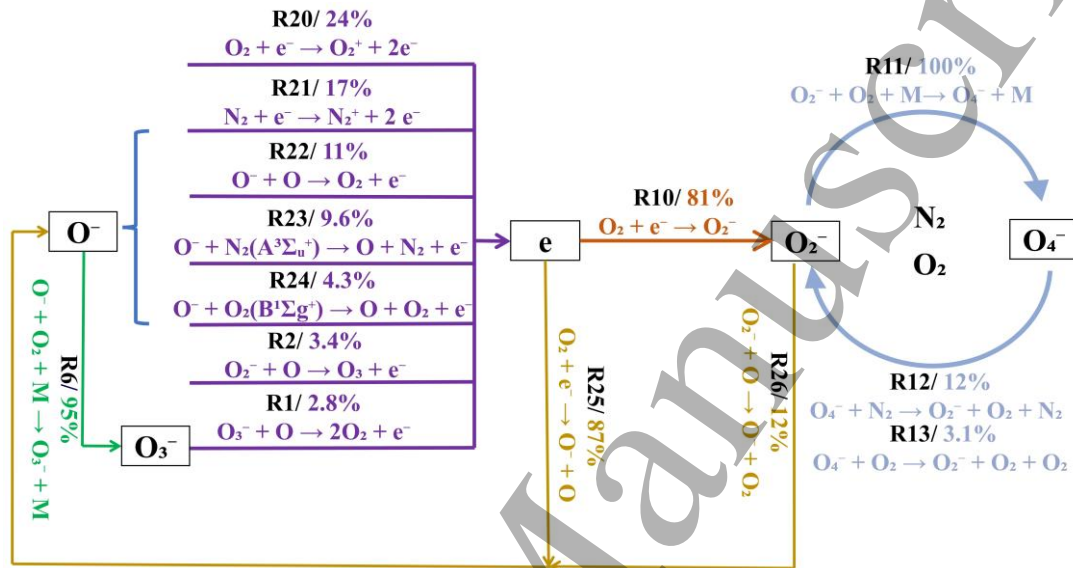 R20/ 24%
O₂ + e⁻ → O₂⁺ + 2e⁻
R21/ 17%
N₂ + e⁻ → N₂⁺ + 2 e⁻
R22/ 11%
O⁻ + O → O₂ + e⁻
R23/ 9.6%
O⁻ + N₂(A³Σᵤ⁺) → O + N₂ + e⁻
R24/ 4.3%
O⁻ + O₂(B¹Σg⁺) → O + O₂ + e⁻
R2/ 3.4%
O₂⁻ + O → O₃ + e⁻
R1/ 2.8%
O₃⁻ + O → 2O₂ + e⁻
O⁻
O₃⁻
R6/ 95%
O⁻ + O₂ + M → O₃⁻ + M
e
R10/ 81%
O₂ + e⁻ → O₂⁻
R25/ 87%
O₂ + e⁻ → O⁻ + O
R26/ 12%
O₂⁻ + O → O⁻ + O₂
O₂⁻
R11/ 100%
O₂⁻ + O₂ + M → O₄⁻ + M
N₂
O₂
O₄⁻
R12/ 12%
O₄⁻ + N₂ → O₂⁻ + O₂ + N₂
R13/ 3.1%
O₄⁻ + O₂ → O₂⁻ + O₂ + O₂
Manuscri